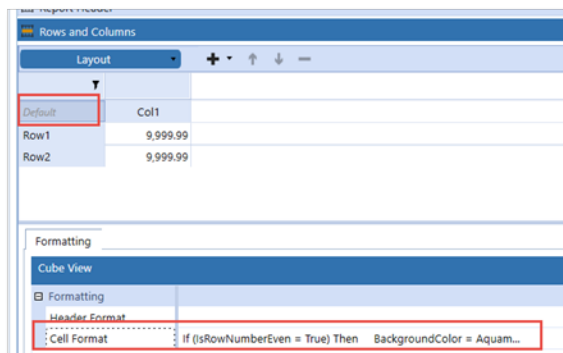 Report Header
Rows and Columns
Layout
Default Col1
Row1 9,999.99
Row2 9,999.99
Formatting
Cube View
Formatting
Header Format
Cell Format If (IsRowNumberEven = True) Then BackgroundColor = Aquam...